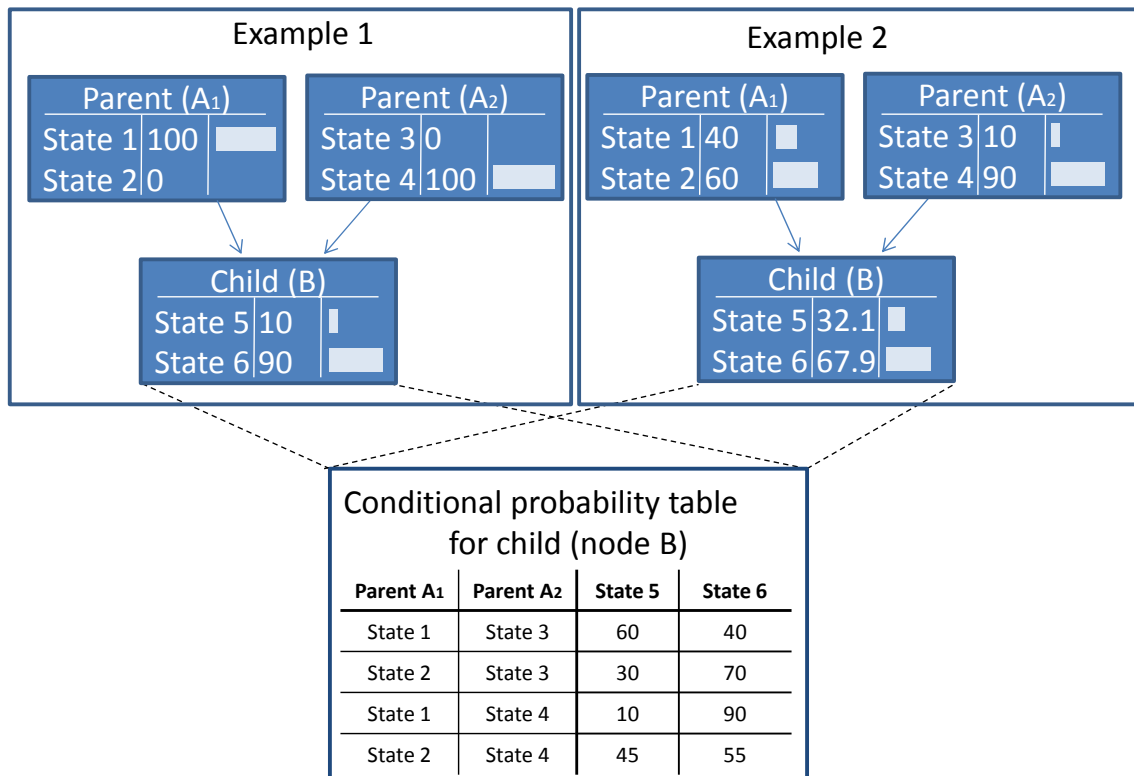 Example 1
Parent (A1)
State 1 100
State 2 0
Parent (A2)
State 3 0
State 4 100
Child (B)
State 5 10
State 6 90
Example 2
Parent (A1)
State 1 40
State 2 60
Parent (A2)
State 3 10
State 4 90
Child (B)
State 5 32.1
State 6 67.9
Conditional probability table
for child (node B)
Parent A1 Parent A2 State 5 State 6
State 1 State 3 60 40
State 2 State 3 30 70
State 1 State 4 10 90
State 2 State 4 45 55